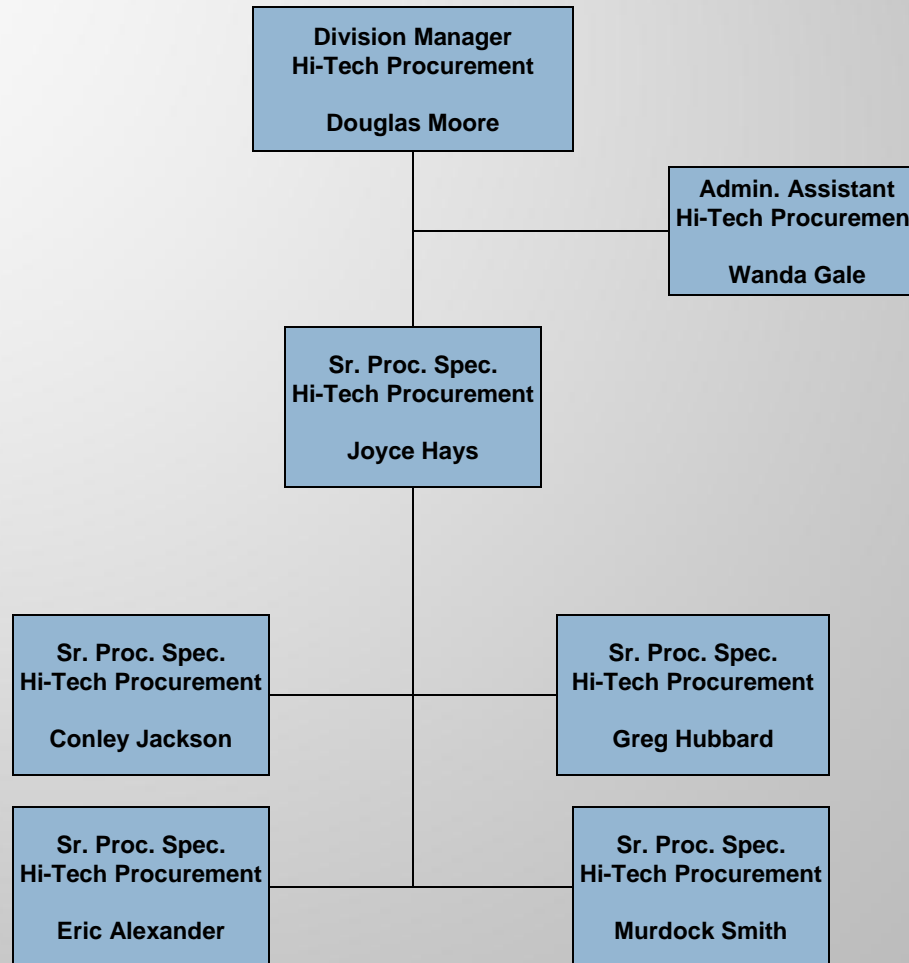 Division Manager
Hi-Tech Procurement
Douglas Moore
Admin. Assistant
Hi-Tech Procuremen
Wanda Gale
Sr. Proc. Spec.
Hi-Tech Procurement
Joyce Hays
Sr. Proc. Spec.
Hi-Tech Procurement
Conley Jackson
Sr. Proc. Spec.
Hi-Tech Procurement
Greg Hubbard
Sr. Proc. Spec.
Hi-Tech Procurement
Eric Alexander
Sr. Proc. Spec.
Hi-Tech Procurement
Murdock Smith